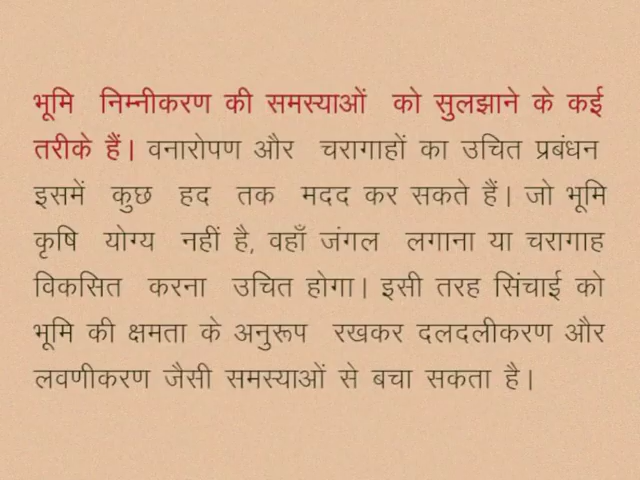 भूमि निम्नीकरण की समस्याओं को सुलझाने के कई
तरीके हैं। वनारोपण और चरागाहों का उचित प्रबंधन
इसमें कुछ हद तक मदद कर सकते हैं। जो भूमि
कृषि योग्य नहीं है, वहाँ जंगल लगाना या चरागाह
विकसित करना उचित होगा। इसी तरह सिंचाई को
भूमि की क्षमता के अनुरूप रखकर दलदलीकरण और
लवणीकरण जैसी समस्याओं से बचा सकता है।